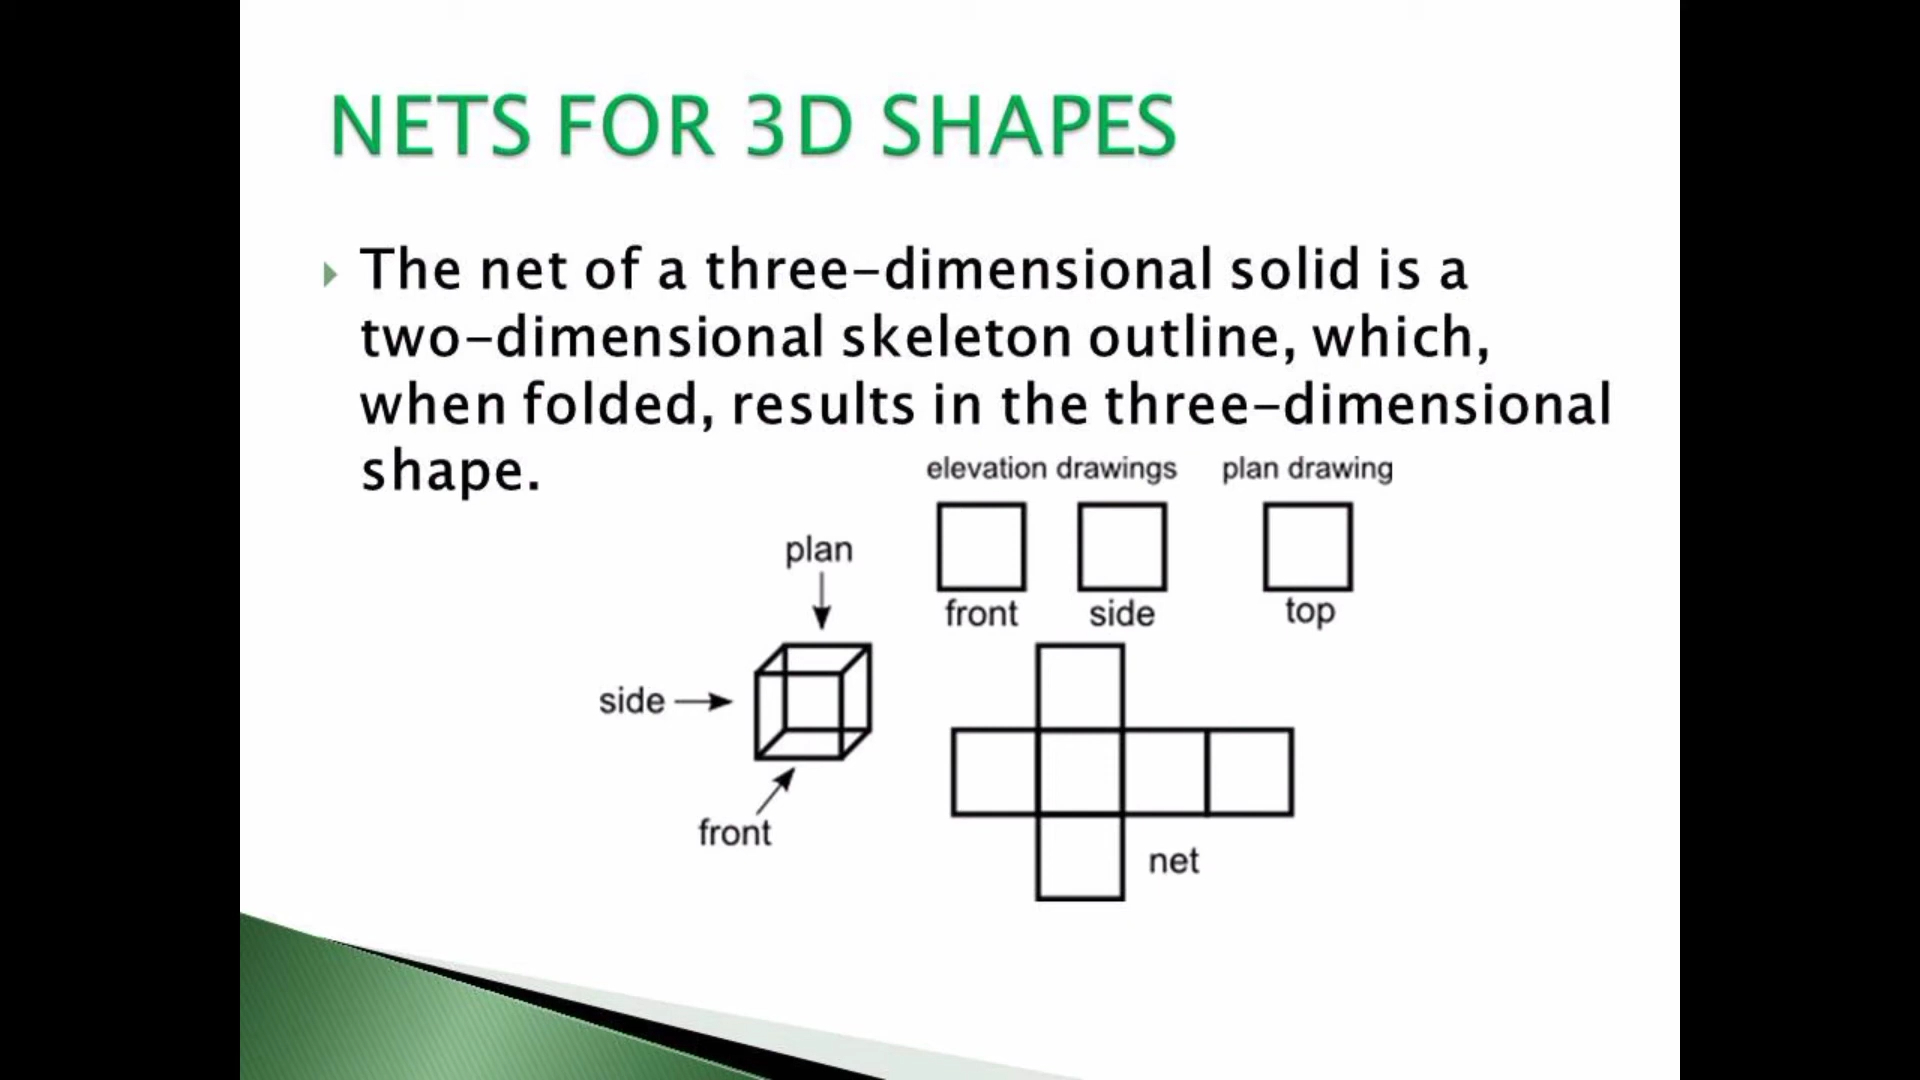 NETS FOR 3D SHAPES
The net of a three-dimensional solid is a
two-dimensional skeleton outline, which,
when folded, results in the three-dimensional
shape.
elevation drawings
plan drawing
front
side
top
plan
side
front
net